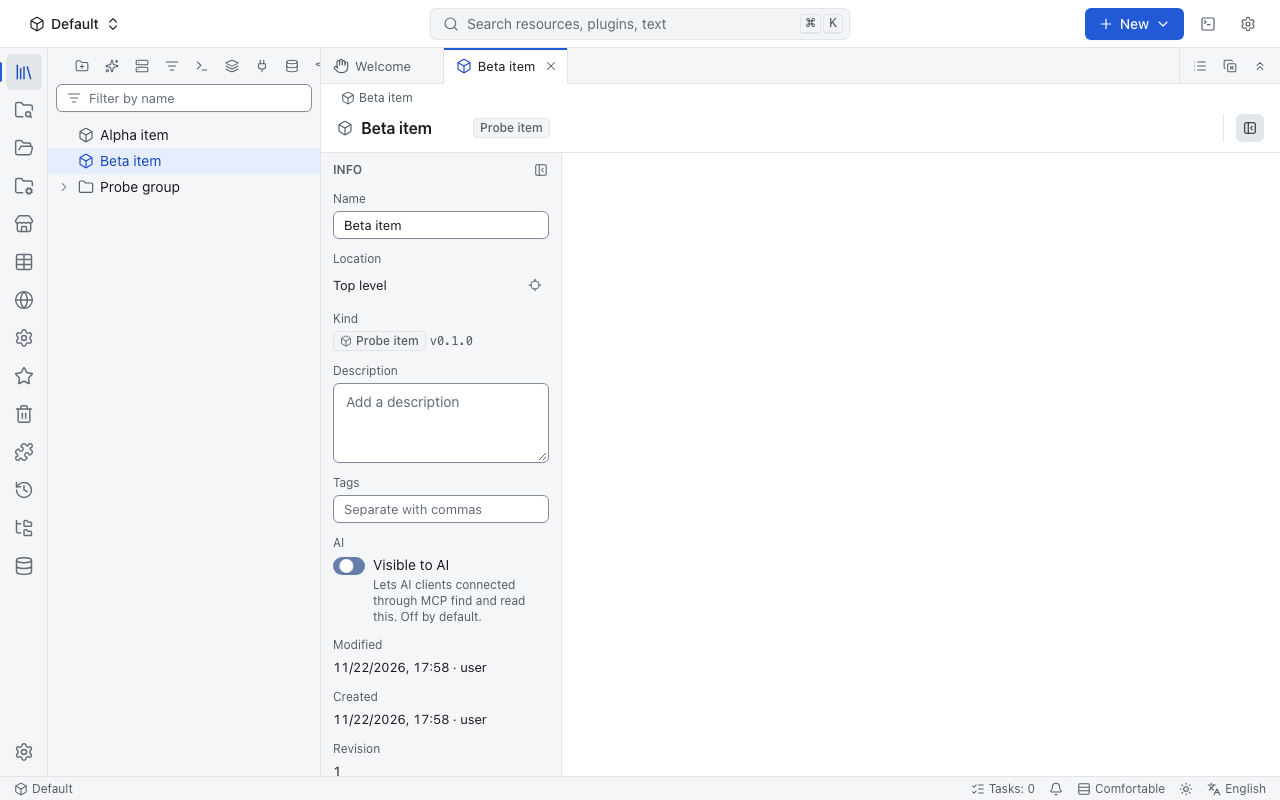 Default
Search resources, plugins, text
⌘ K
New
Filter by name
Alpha item
Beta item
Probe group
Welcome
Beta item
Beta item
Beta item
Probe item
INFO
Name
Beta item
Location
Top level
Kind
Probe item v0.1.0
Description
Add a description
Tags
Separate with commas
AI
Visible to AI
Lets AI clients connected
through MCP find and read
this. Off by default.
Modified
11/22/2026, 17:58 · user
Created
11/22/2026, 17:58 · user
Revision
1
Default
Tasks: 0
Comfortable
English